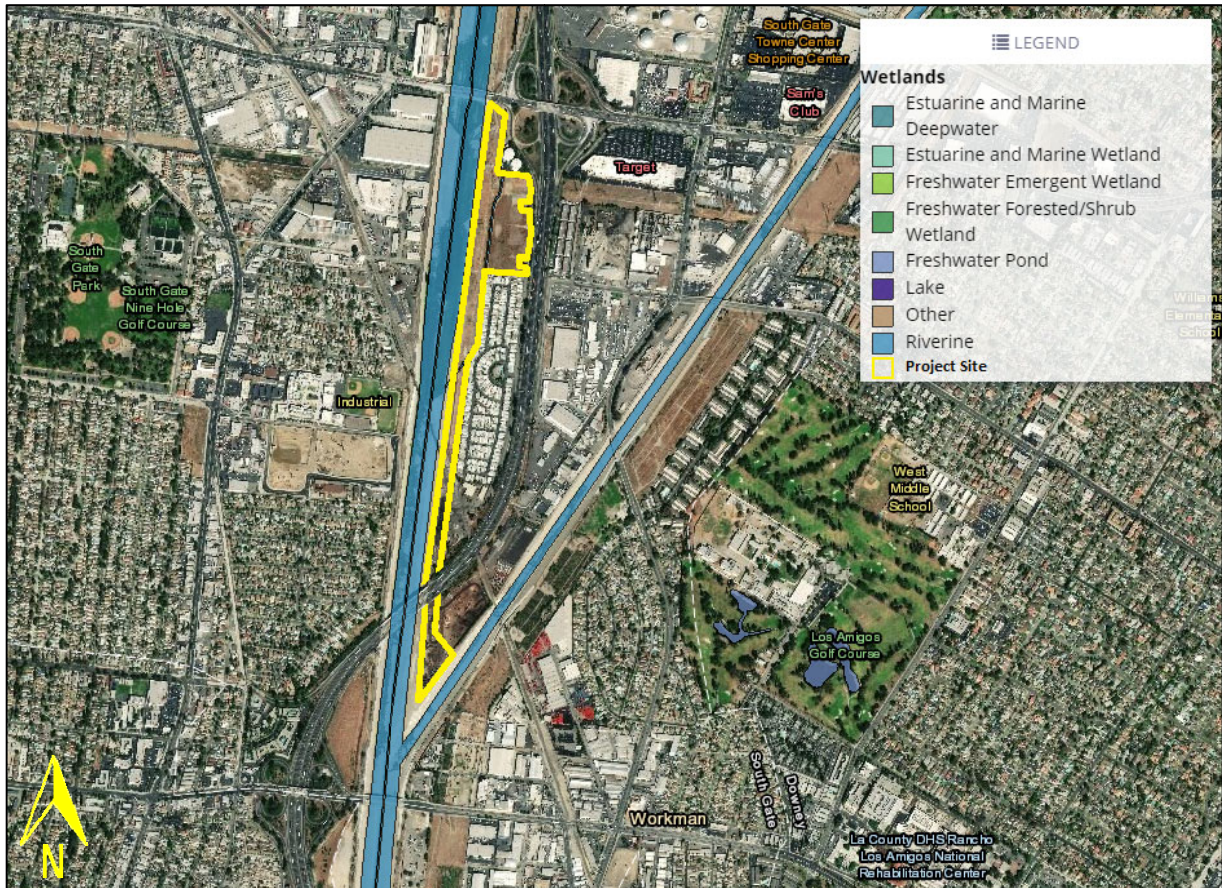 South Gate
Towne Center
Shopping Center
Sam's
Club
Target
LEGEND
Wetlands
Estuarine and Marine
Deepwater
Estuarine and Marine Wetland
Freshwater Emergent Wetland
Freshwater Forested/Shrub
Wetland
Freshwater Pond
Lake
Other
Riverine
Project Site
South
Gate
Park
South Gate
Nine Hole
Golf Course
Industrial
Williams
Elementa
School
West
Middle
School
Los Amigos
Golf Course
South Gate
Downey
Workman
La County DHS Rancho
Los Amigos National
Rehabilitation Center
N